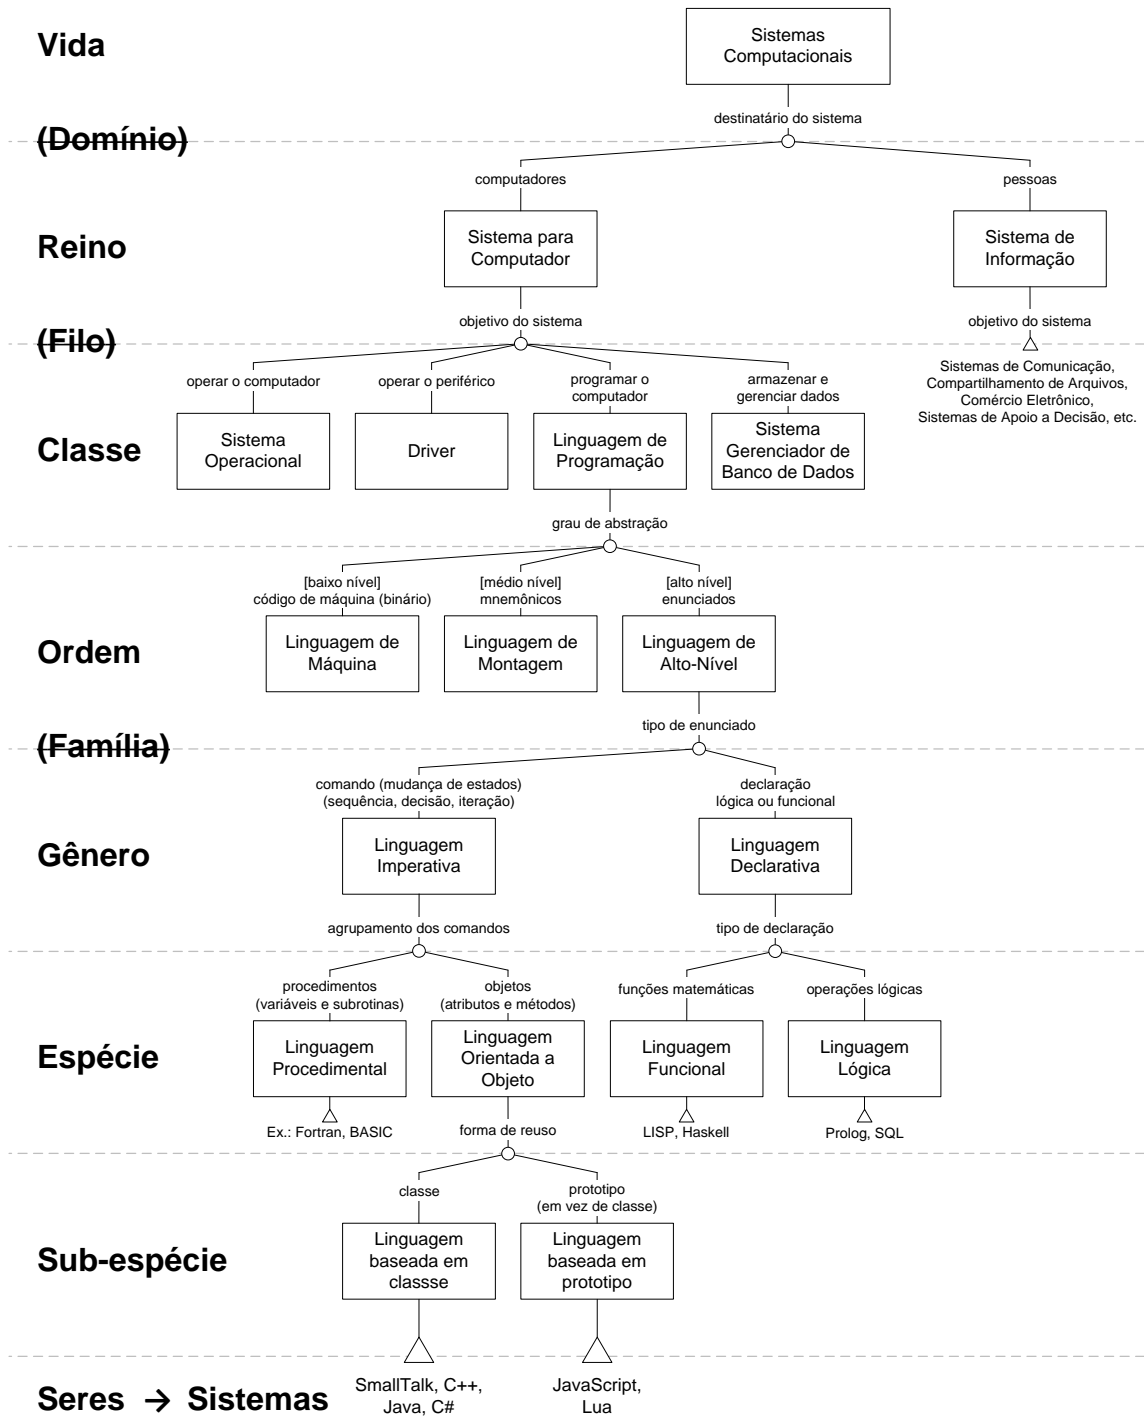 Vida
Sistemas
Computacionais
destinatário do sistema
(Domínio)
computadores
pessoas
Reino
Sistema para
Computador
Sistema de
Informação
objetivo do sistema
objetivo do sistema
(Filo)
Sistemas de Comunicação,
Compartilhamento de Arquivos,
Comércio Eletrônico,
Sistemas de Apoio a Decisão, etc.
operar o computador
operar o periférico
programar o
computador
armazenar e
gerenciar dados
Classe
Sistema
Operacional
Driver
Linguagem de
Programação
Sistema
Gerenciador de
Banco de Dados
grau de abstração
[baixo nível]
código de máquina (binário)
[médio nível]
mnemônicos
[alto nível]
enunciados
Ordem
Linguagem de
Máquina
Linguagem de
Montagem
Linguagem de
Alto-Nível
tipo de enunciado
(Família)
comando (mudança de estados)
(sequência, decisão, iteração)
declaração
lógica ou funcional
Gênero
Linguagem
Imperativa
Linguagem
Declarativa
agrupamento dos comandos
tipo de declaração
procedimentos
(variáveis e subrotinas)
objetos
(atributos e métodos)
funções matemáticas
operações lógicas
Espécie
Linguagem
Procedimental
Linguagem
Orientada a
Objeto
Linguagem
Funcional
Linguagem
Lógica
Ex.: Fortran, BASIC
forma de reuso
LISP, Haskell
Prolog, SQL
classe
prototipo
(em vez de classe)
Sub-espécie
Linguagem
baseada em
classse
Linguagem
baseada em
prototipo
Seres → Sistemas
SmallTalk, C++,
Java, C#
JavaScript,
Lua